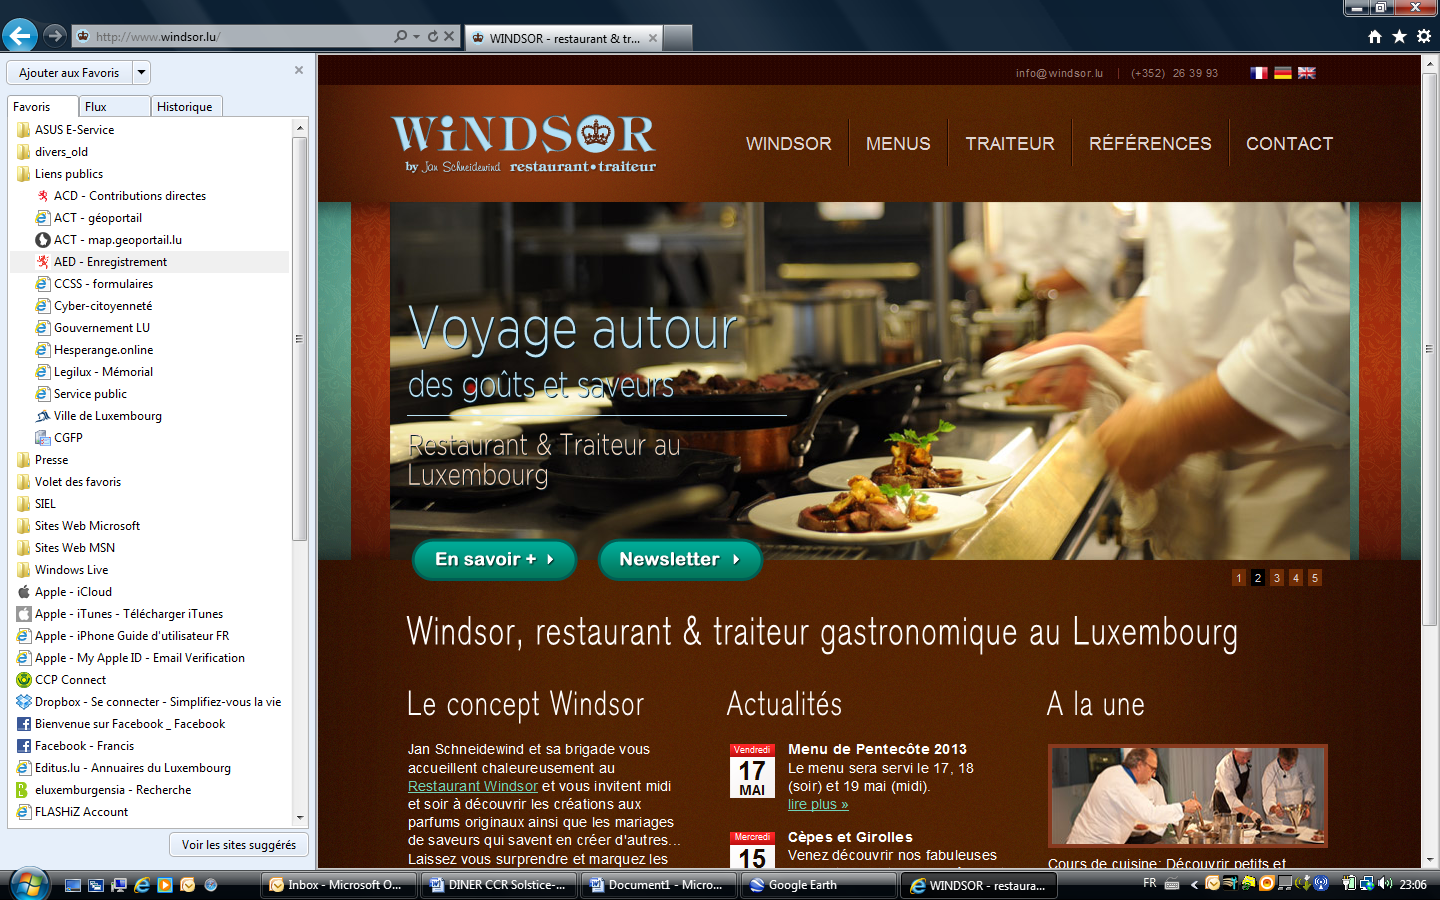 http://www.windsor.lu/
WINDSOR - restaurant & tr...
Ajouter aux Favoris
Favoris
Flux
Historique
ASUS E-Service
divers_old
Liens publics
ACD - Contributions directes
ACT - géoportail
ACT - map.geoportail.lu
AED - Enregistrement
CCSS - formulaires
Cyber-citoyenneté
Gouvernement LU
Hesperange.online
Legilux - Mémorial
Service public
Ville de Luxembourg
CGFP
Presse
Volet des favoris
SIEL
Sites Web Microsoft
Sites Web MSN
Windows Live
Apple - iCloud
Apple - iTunes - Télécharger iTunes
Apple - iPhone Guide d'utilisateur FR
Apple - My Apple ID - Email Verification
CCP Connect
Dropbox - Se connecter - Simplifiez-vous la vie
Bienvenue sur Facebook _ Facebook
Facebook - Francis
Editus.lu - Annuaires du Luxembourg
eluxemburgensia - Recherche
FLASHiZ Account
Voir les sites suggérés
info@windsor.lu | (+352) 26 39 93
WiNDSOR
by Jan Schneidewind restaurant•traiteur
WINDSOR
MENUS
TRAITEUR
RÉFÉRENCES
CONTACT
Voyage autour
des goûts et saveurs
Restaurant & Traiteur au
Luxembourg
En savoir +
Newsletter
1 2 3 4 5
Windsor, restaurant & traiteur gastronomique au Luxembourg
Le concept Windsor
Jan Schneidewind et sa brigade vous
accueillent chaleureusement au
Restaurant Windsor et vous invitent midi
et soir à découvrir les créations aux
parfums originaux ainsi que les mariages
de saveurs qui savent en créer d'autres...
Laissez vous surprendre et marquez les
Actualités
Vendredi
17
MAI
Menu de Pentecôte 2013
Le menu sera servi le 17, 18
(soir) et 19 mai (midi).
lire plus »
Mercredi
15
Cèpes et Girolles
Venez découvrir nos fabuleuses
A la une
Cours de cuisine: Découvrir petits et
Inbox - Microsoft O...
DINER CCR Solstice-...
Document1 - Micro...
Google Earth
WINDSOR - restaura...
FR
23:06